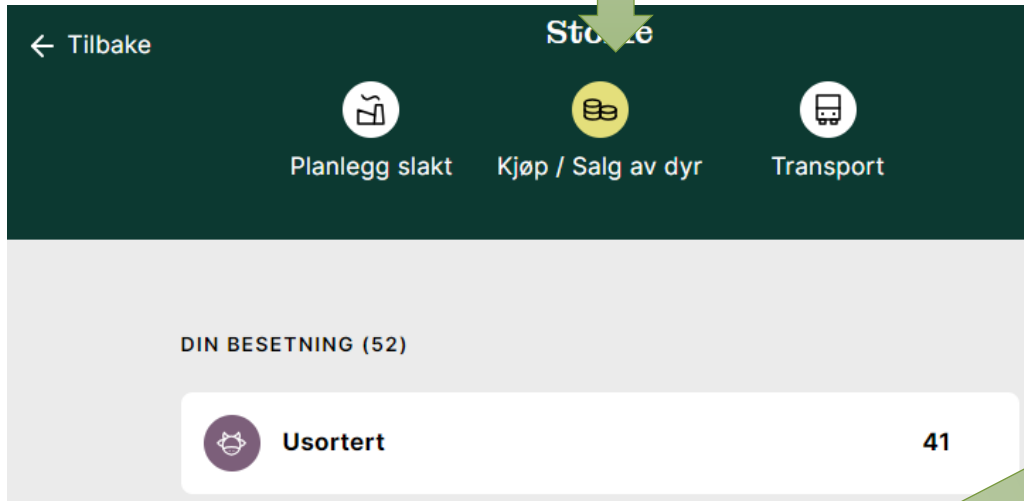 Tilbake
Planlegg slakt
Kjøp / Salg av dyr
Transport
DIN BESETNING (52)
Usortert
41